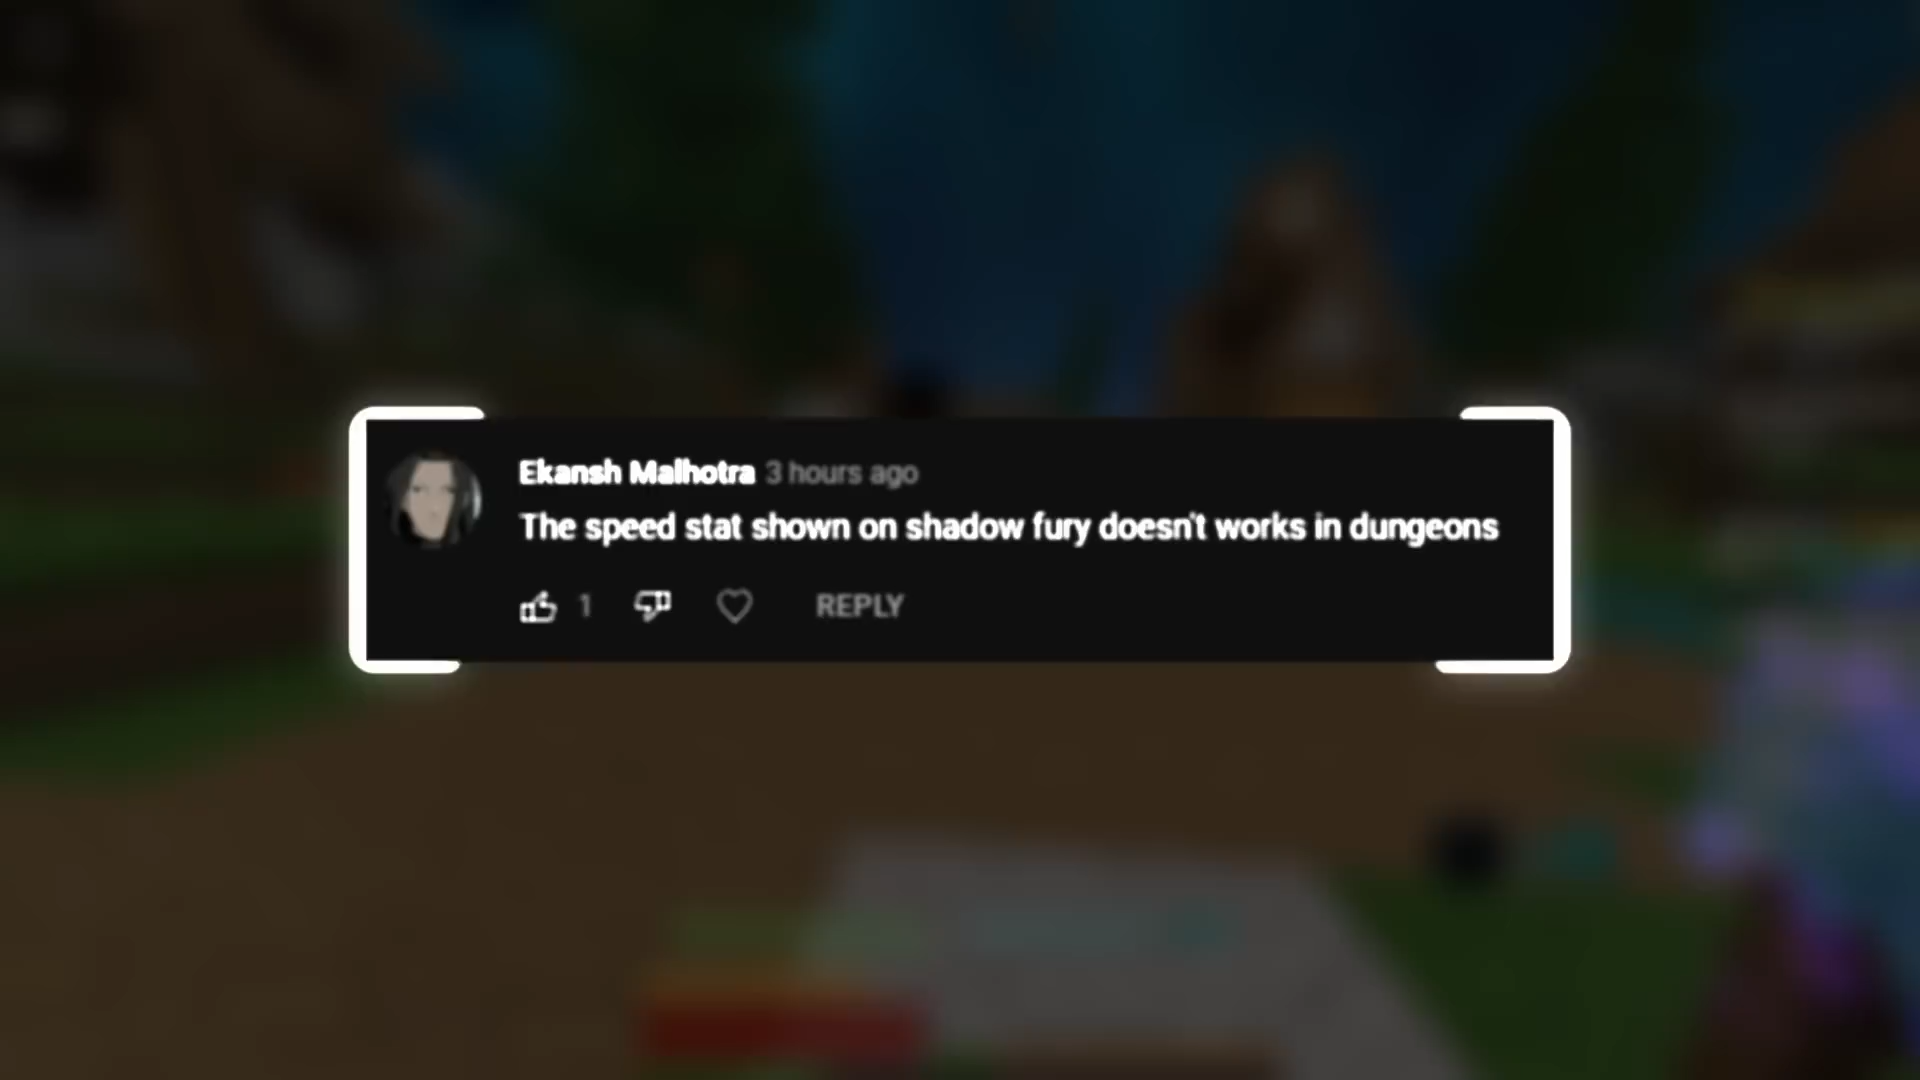 Ekansh Malhotra 3 hours ago
The speed stat shown on shadow fury doesn't works in dungeons
1 REPLY